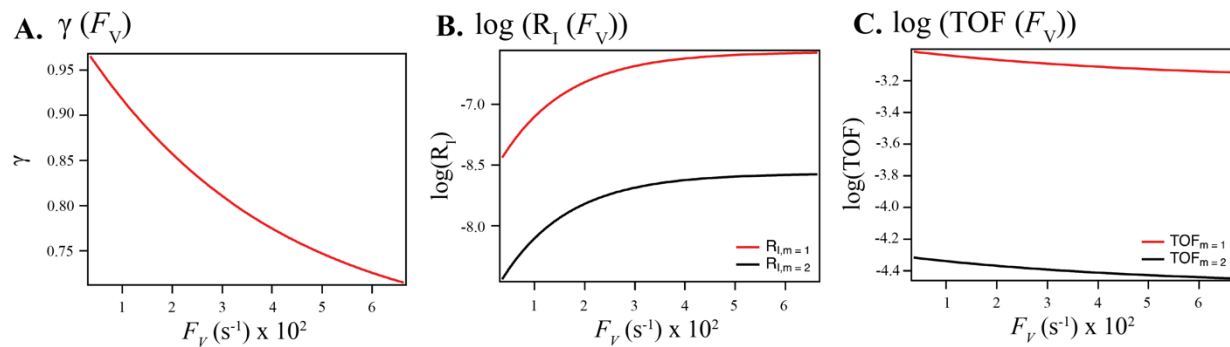 A. γ (F_V)
0.95
0.90
0.85
0.80
0.75
γ
1 2 3 4 5 6
F_V (s⁻¹) x 10²
B. log (R_I (F_V))
-7.0
-8.5
-8.0
log(R_I)
R_I,m = 1
R_I,m = 2
1 2 3 4 5 6
F_V (s⁻¹) x 10²
C. log (TOF (F_V))
-3.2
-3.6
-3.4
-3.8
-4.0
-4.2
-4.4
log(TOF)
TOF_m = 1
TOF_m = 2
1 2 3 4 5 6
F_V (s⁻¹) x 10²